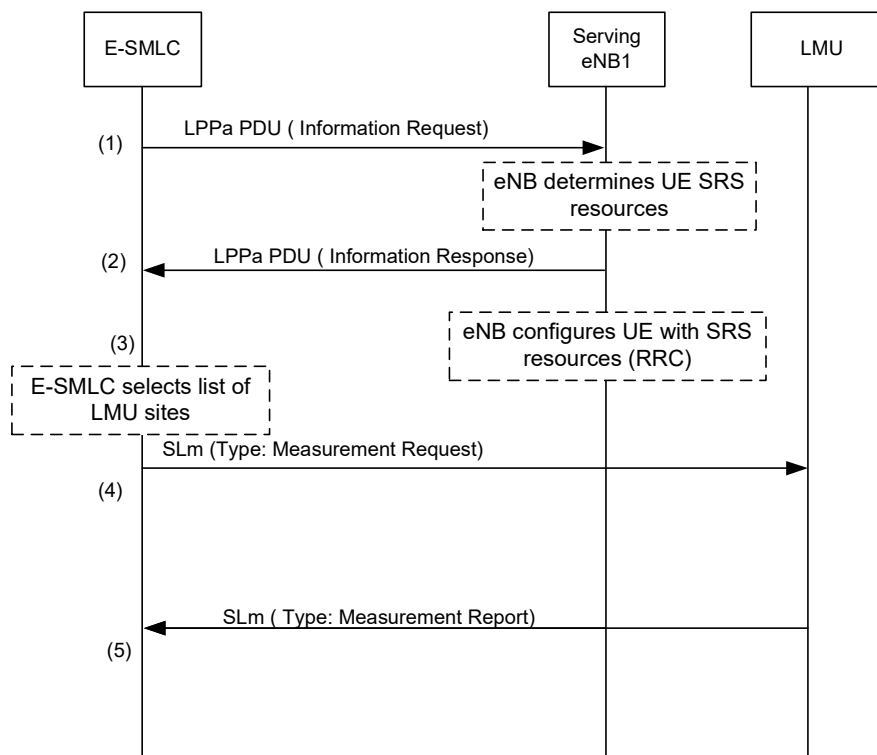 E-SMLC
Serving
eNB1
LMU
(1)
LPPa PDU ( Information Request)
eNB determines UE SRS
resources
(2)
LPPa PDU ( Information Response)
eNB configures UE with SRS
resources (RRC)
(3)
E-SMLC selects list of
LMU sites
SLm (Type: Measurement Request)
(4)
SLm ( Type: Measurement Report)
(5)